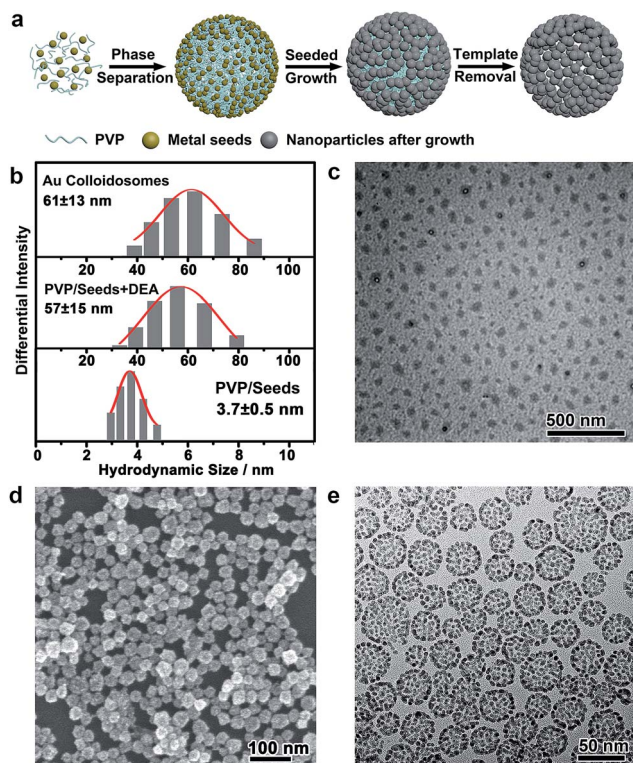 a
Phase
Separation
Seeded
Growth
Template
Removal
PVP
Metal seeds
Nanoparticles after growth
b
Differential Intensity
Au Colloidosomes
61±13 nm
20 40 60 80 100
PVP/Seeds+DEA
57±15 nm
20 40 60 80 100
PVP/Seeds
3.7±0.5 nm
0 2 4 6 8 10
Hydrodynamic Size / nm
c
500 nm
d
100 nm
e
50 nm